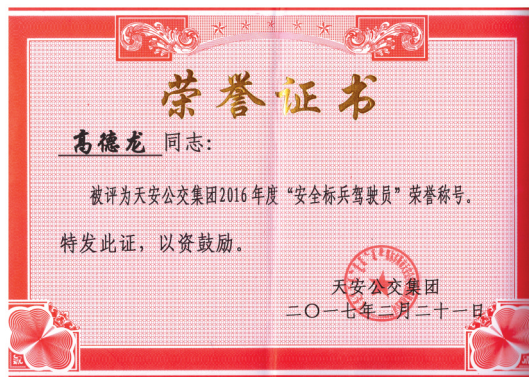 荣誉证书
高德龙 同志：
被评为天安公交集团2016年度“安全标兵驾驶员”荣誉称号。
特发此证，以资鼓励。
天安公交集团
二〇一七年二月二十一日